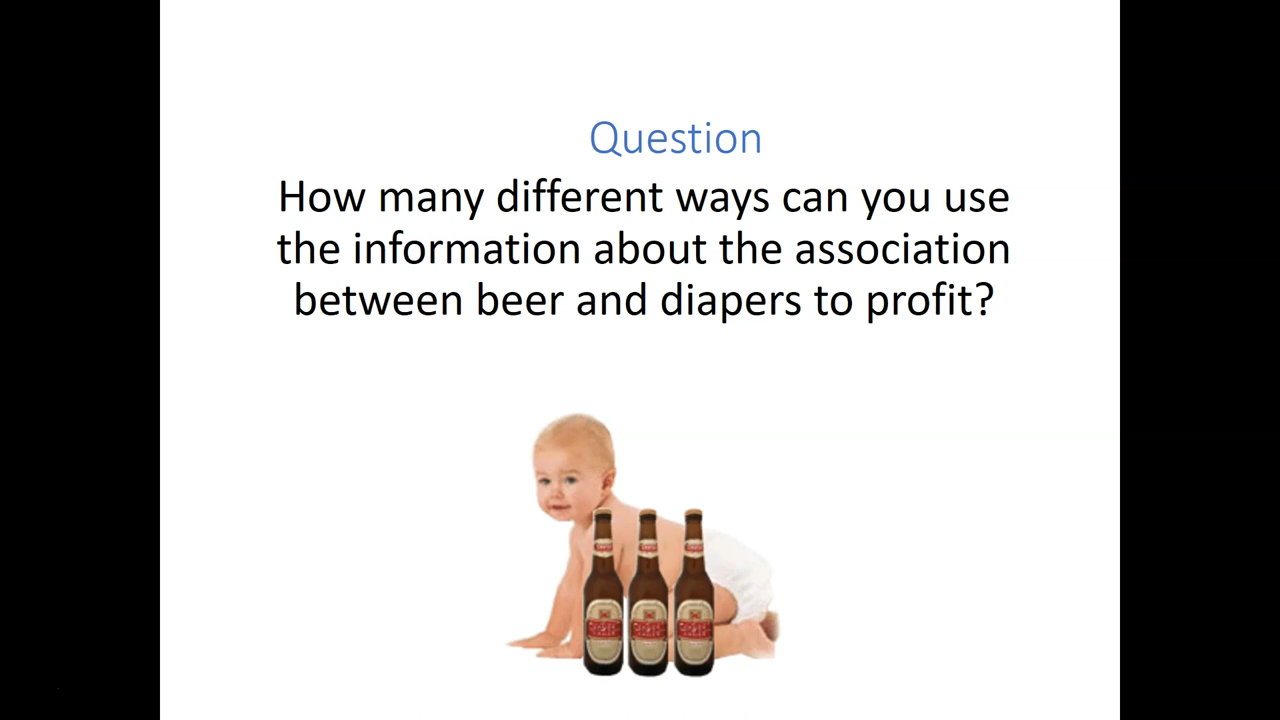 Question
How many different ways can you use
the information about the association
between beer and diapers to profit?